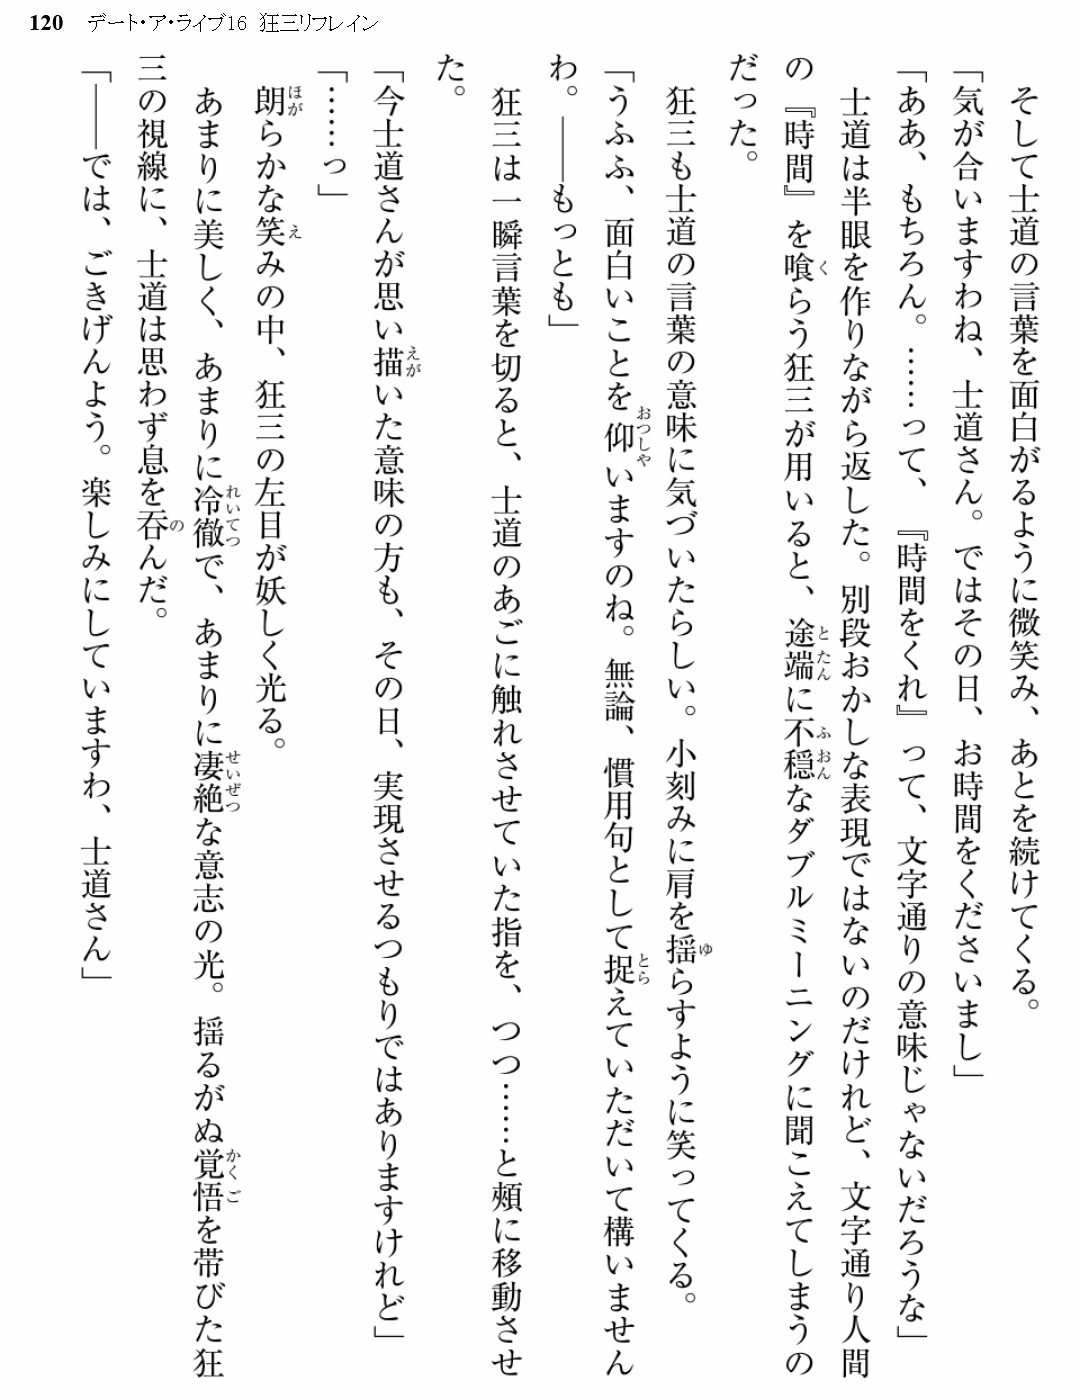 120 デート・ア・ライブ16 狂三リフレイン
そして士道の言葉を面白がるように微笑み、あとを続けてくる。
「気が合いますわね、士道さん。ではその日、お時間をくださいまし」
「ああ、もちろん。……って、『時間をくれ』って、文字通りの意味じゃないだろうな」
士道は半眼を作りながら返した。別段おかしな表現ではないのだけれど、文字通り人間
の『時間』を喰らう狂三が用いると、途端に不穏なダブルミーニングに聞こえてしまうの
だった。
狂三も士道の言葉の意味に気づいたらしい。小刻みに肩を揺らすように笑ってくる。
「うふふ、面白いことを仰いますのね。無論、慣用句として捉えていただいて構いません
わ。――もっとも」
狂三は一瞬言葉を切ると、士道のあごに触れさせていた指を、つつ……と頰に移動させ
た。
「今士道さんが思い描いた意味の方も、その日、実現させるつもりではありますけれど」
「……っ」
朗らかな笑みの中、狂三の左目が妖しく光る。
あまりに美しく、あまりに冷徹で、あまりに凄絶な意志の光。揺るがぬ覚悟を帯びた狂
三の視線に、士道は思わず息を吞んだ。
「――では、ごきげんよう。楽しみにしていますわ、士道さん」